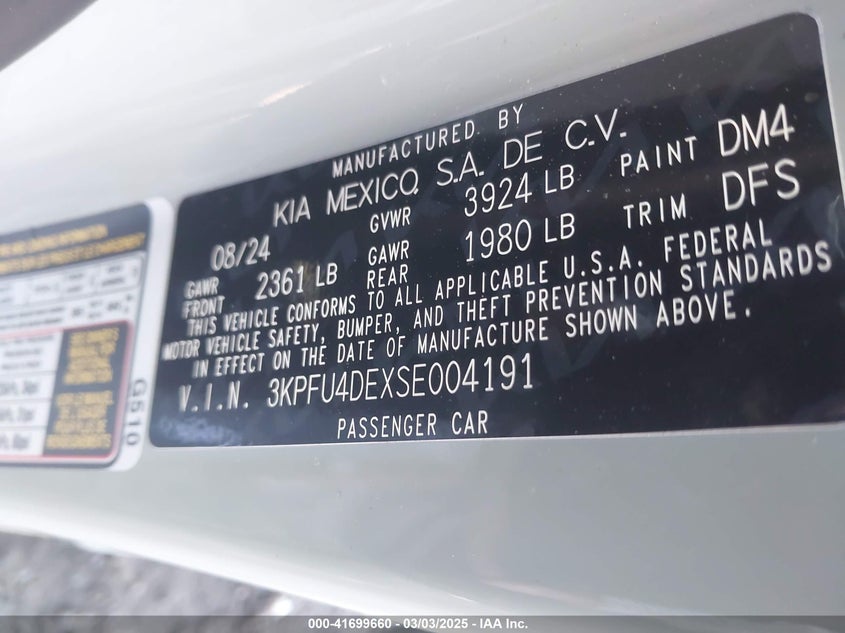 MANUFACTURED BY
KIA MEXICO, S.A. DE C.V.
08/24 GVWR 3924 LB PAINT DM4
GAWR FRONT 2361 LB GAWR REAR 1980 LB TRIM DFS
THIS VEHICLE CONFORMS TO ALL APPLICABLE U.S.A. FEDERAL
MOTOR VEHICLE SAFETY, BUMPER, AND THEFT PREVENTION STANDARDS
IN EFFECT ON THE DATE OF MANUFACTURE SHOWN ABOVE.
V.I.N. 3KPFU4DEXSE004191
PASSENGER CAR
G510
000-41699660 - 03/03/2025 - IAA Inc.